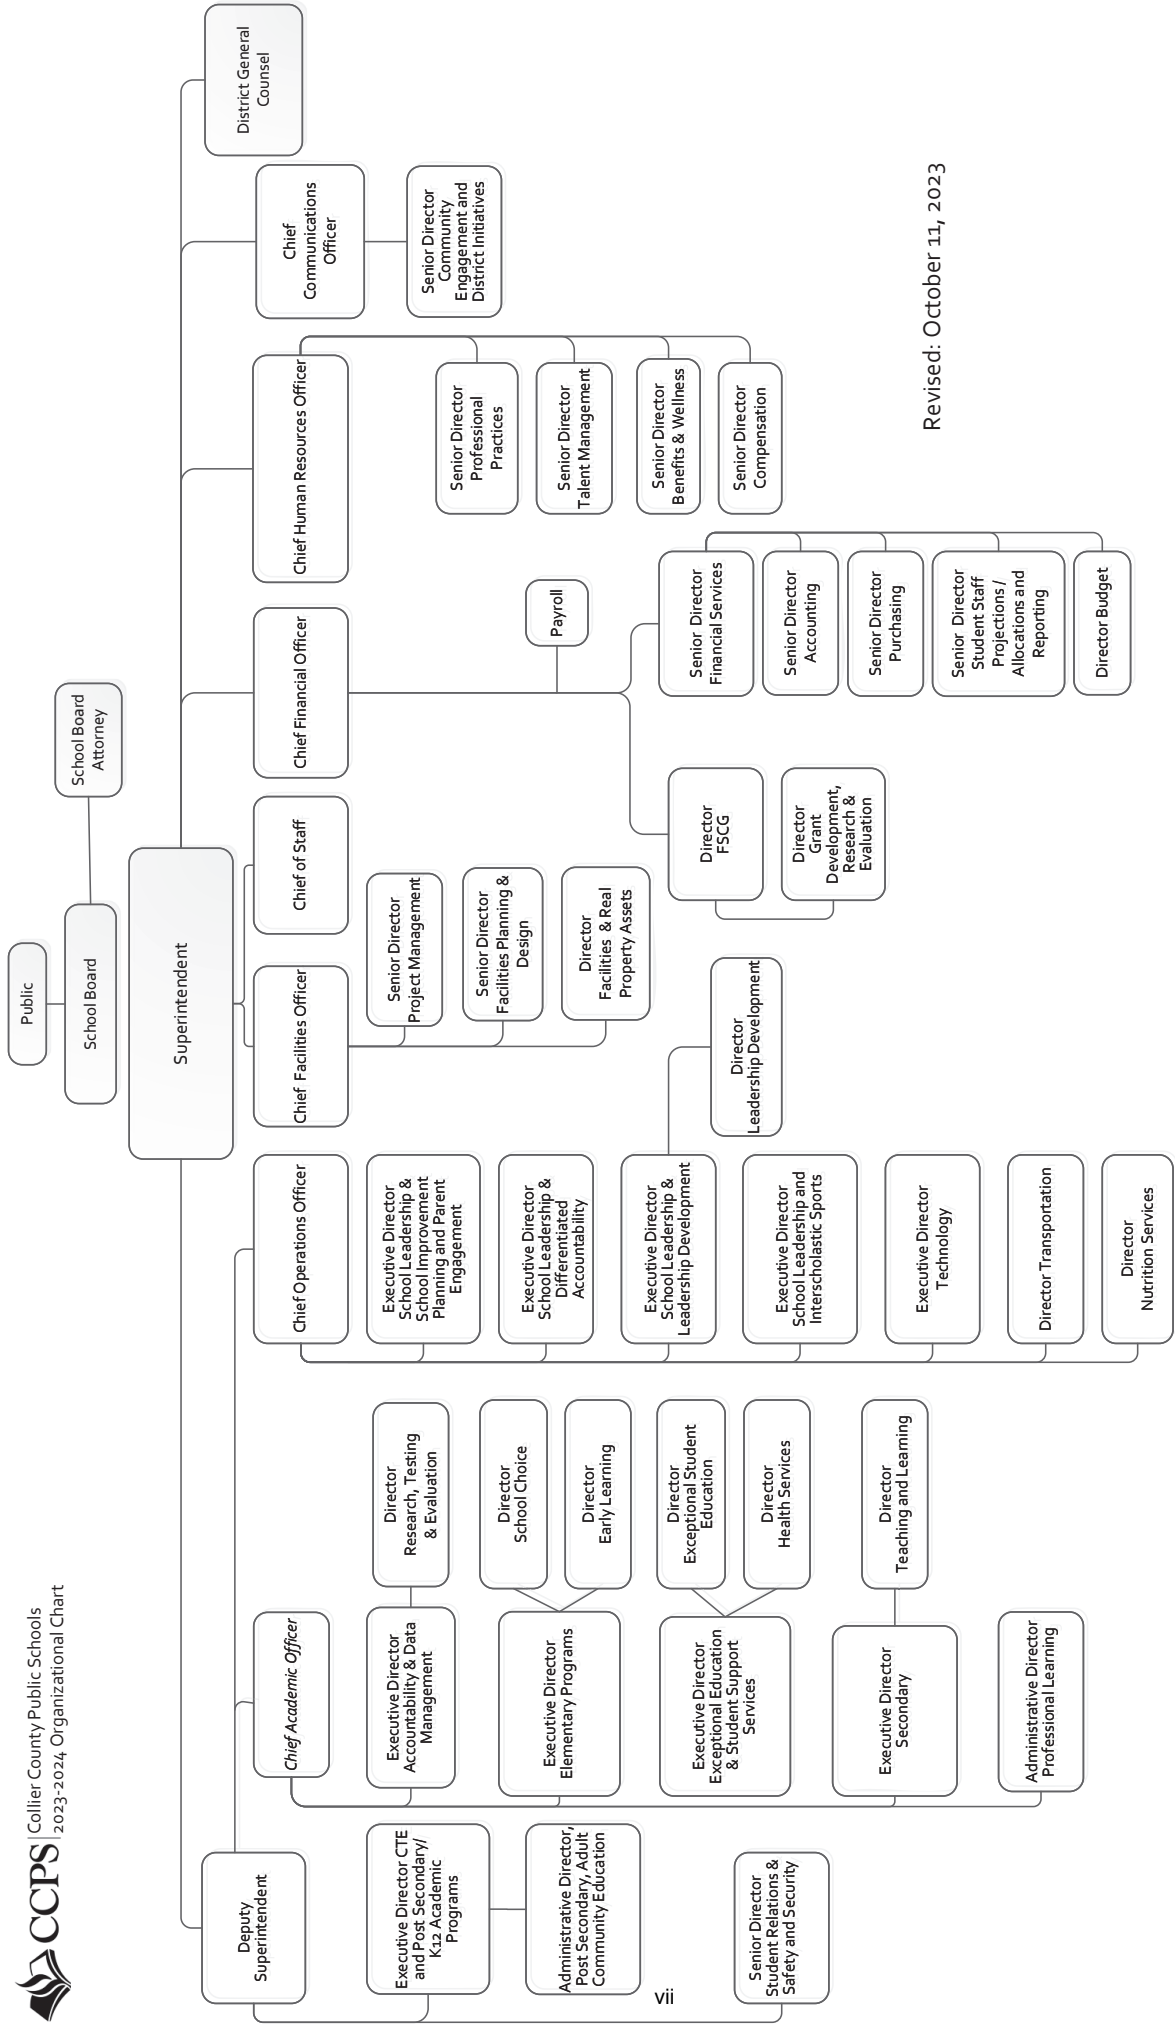 CCPS
Collier County Public Schools
2023-2024 Organizational Chart
Public
School Board
School Board
Attorney
Superintendent
Deputy
Superintendent
Executive Director CTE
and Post Secondary/
K12 Academic
Programs
Administrative Director,
Post Secondary, Adult
Community Education
Senior Director
Student Relations &
Safety and Security
Chief Academic Officer
Executive Director
Accountability & Data
Management
Director
Research, Testing
& Evaluation
Executive Director
Elementary Programs
Director
School Choice
Director
Early Learning
Executive Director
Exceptional Education
& Student Support
Services
Director
Exceptional Student
Education
Director
Health Services
Executive Director
Secondary
Director
Teaching and Learning
Administrative Director
Professional Learning
Chief Operations Officer
Executive Director
School Leadership &
School Improvement
Planning and Parent
Engagement
Executive Director
School Leadership &
Differentiated
Accountability
Executive Director
School Leadership &
Leadership Development
Director
Leadership Development
Executive Director
School Leadership and
Interscholastic Sports
Executive Director
Technology
Director Transportation
Director
Nutrition Services
Chief Facilities Officer
Senior Director
Project Management
Senior Director
Facilities Planning &
Design
Director
Facilities & Real
Property Assets
Chief of Staff
Chief Financial Officer
Payroll
Director
FSCG
Director
Grant
Development,
Research &
Evaluation
Senior Director
Financial Services
Senior Director
Accounting
Senior Director
Purchasing
Senior Director
Student Staff
Projections /
Allocations and
Reporting
Director Budget
Chief Human Resources Officer
Senior Director
Professional
Practices
Senior Director
Talent Management
Senior Director
Benefits & Wellness
Senior Director
Compensation
Chief
Communications
Officer
Senior Director
Community
Engagement and
District Initiatives
District General
Counsel
Revised: October 11, 2023
vii